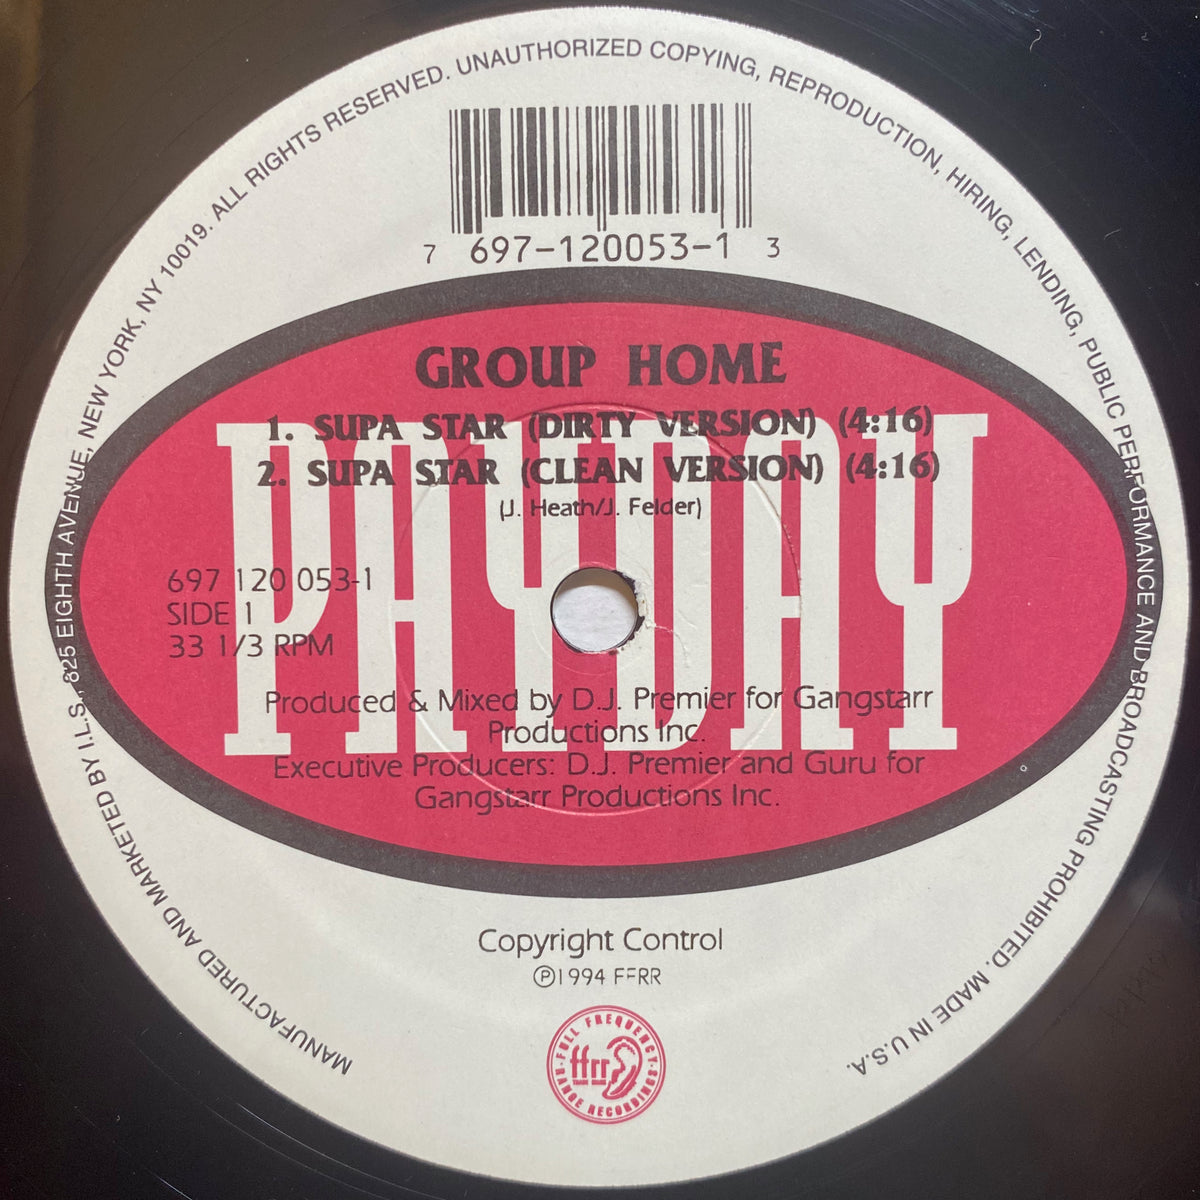 MANUFACTURED AND MARKETED BY I.L.S., 825 EIGHTH AVENUE, NEW YORK, NY 10019. ALL RIGHTS RESERVED. UNAUTHORIZED COPYING, REPRODUCTION, HIRING, LENDING, PUBLIC PERFORMANCE AND BROADCASTING PROHIBITED. MADE IN U.S.A.
7 697-120053-1 3
GROUP HOME
1. SUPA STAR (DIRTY VERSION) (4:16)
2. SUPA STAR (CLEAN VERSION) (4:16)
(J. Heath/J. Felder)
PAYDAY
697 120 053-1
SIDE 1
33 1/3 RPM
Produced & Mixed by D.J. Premier for Gangstarr
Productions Inc.
Executive Producers: D.J. Premier and Guru for
Gangstarr Productions Inc.
Copyright Control
Ⓟ1994 FFRR
FULL FREQUENCY
ffrr
TRADE MARK
RANGE RECORDINGS